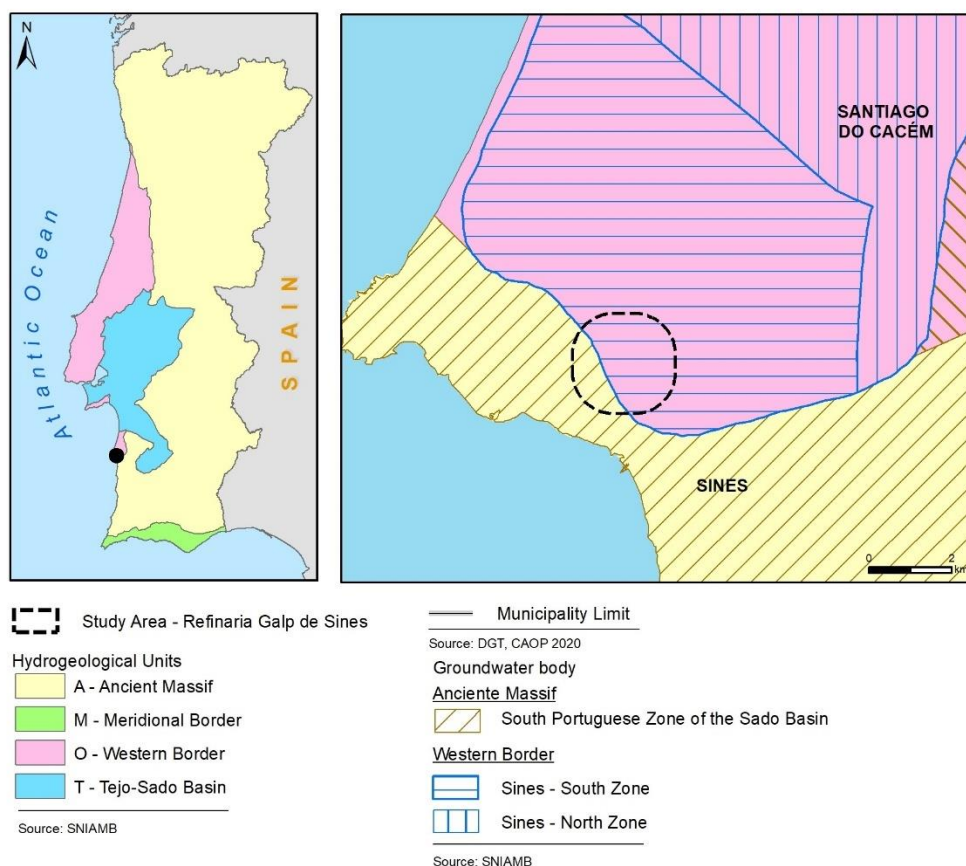 N
Atlantic Ocean
SPAIN
SANTIAGO
DO CACÉM
SINES
0 2
km
Study Area - Refinaria Galp de Sines
Hydrogeological Units
A - Ancient Massif
M - Meridional Border
O - Western Border
T - Tejo-Sado Basin
Source: SNIAMB
Municipality Limit
Source: DGT, CAOP 2020
Groundwater body
Anciente Massif
South Portuguese Zone of the Sado Basin
Western Border
Sines - South Zone
Sines - North Zone
Source: SNIAMB